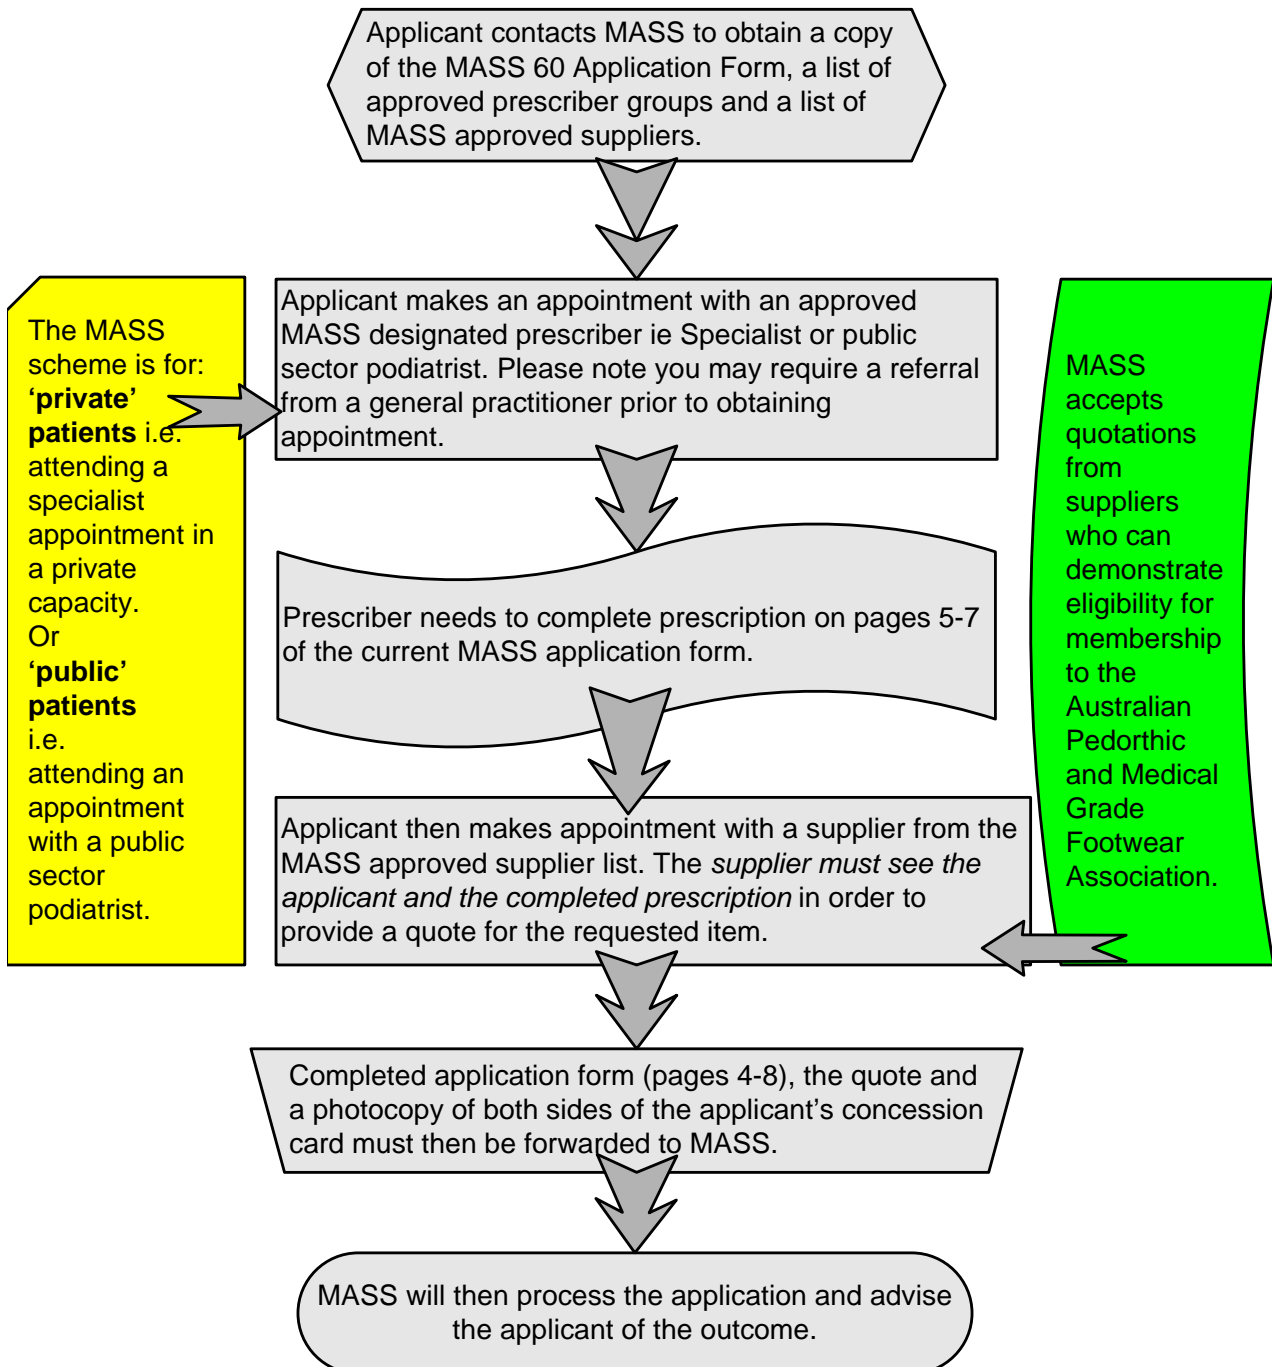 Applicant contacts MASS to obtain a copy
of the MASS 60 Application Form, a list of
approved prescriber groups and a list of
MASS approved suppliers.
The MASS
scheme is for:
‘private’
patients i.e.
attending a
specialist
appointment in
a private
capacity.
Or
‘public’
patients
i.e.
attending an
appointment
with a public
sector
podiatrist.
Applicant makes an appointment with an approved
MASS designated prescriber ie Specialist or public
sector podiatrist. Please note you may require a referral
from a general practitioner prior to obtaining
appointment.
Prescriber needs to complete prescription on pages 5-7
of the current MASS application form.
Applicant then makes appointment with a supplier from the
MASS approved supplier list. The supplier must see the
applicant and the completed prescription in order to
provide a quote for the requested item.
MASS
accepts
quotations
from
suppliers
who can
demonstrate
eligibility for
membership
to the
Australian
Pedorthic
and Medical
Grade
Footwear
Association.
Completed application form (pages 4-8), the quote and
a photocopy of both sides of the applicant’s concession
card must then be forwarded to MASS.
MASS will then process the application and advise
the applicant of the outcome.